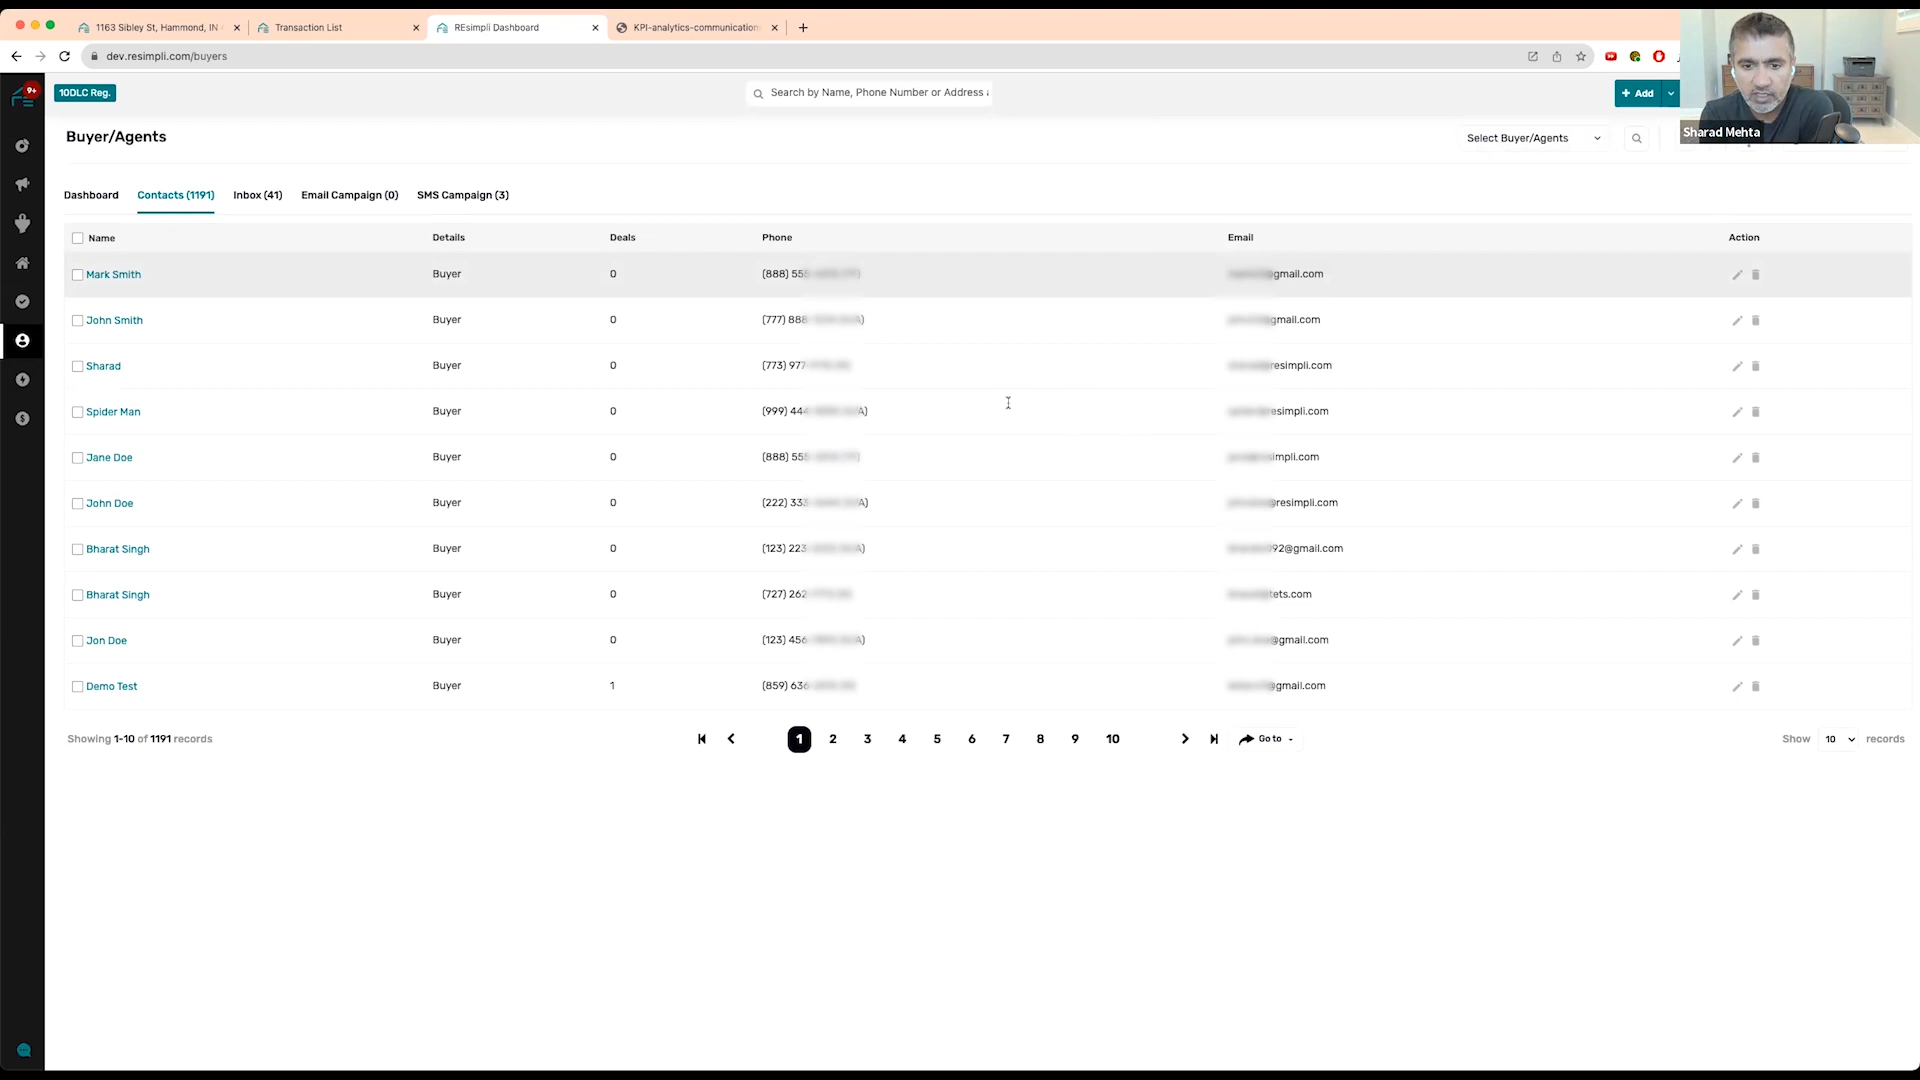 1163 Sibley St, Hammond, IN
Transaction List
REsimpli Dashboard
KPI-analytics-communication
dev.resimpli.com/buyers
9+
10DLC Reg.
Search by Name, Phone Number or Address
+ Add
Sharad Mehta
Buyer/Agents
Select Buyer/Agents
Dashboard Contacts (1191) Inbox (41) Email Campaign (0) SMS Campaign (3)
Name Details Deals Phone Email Action
Mark Smith Buyer 0 (888) 55 @gmail.com
John Smith Buyer 0 (777) 888 gmail.com
Sharad Buyer 0 (773) 977 resimpli.com
Spider Man Buyer 0 (999) 444 A) esimpli.com
Jane Doe Buyer 0 (888) 55 impli.com
John Doe Buyer 0 (222) 333 A) @resimpli.com
Bharat Singh Buyer 0 (123) 223 A) 92@gmail.com
Bharat Singh Buyer 0 (727) 262 tets.com
Jon Doe Buyer 0 (123) 456 A) @gmail.com
Demo Test Buyer 1 (859) 636 @gmail.com
Showing 1-10 of 1191 records
1 2 3 4 5 6 7 8 9 10
Go to
Show 10 records